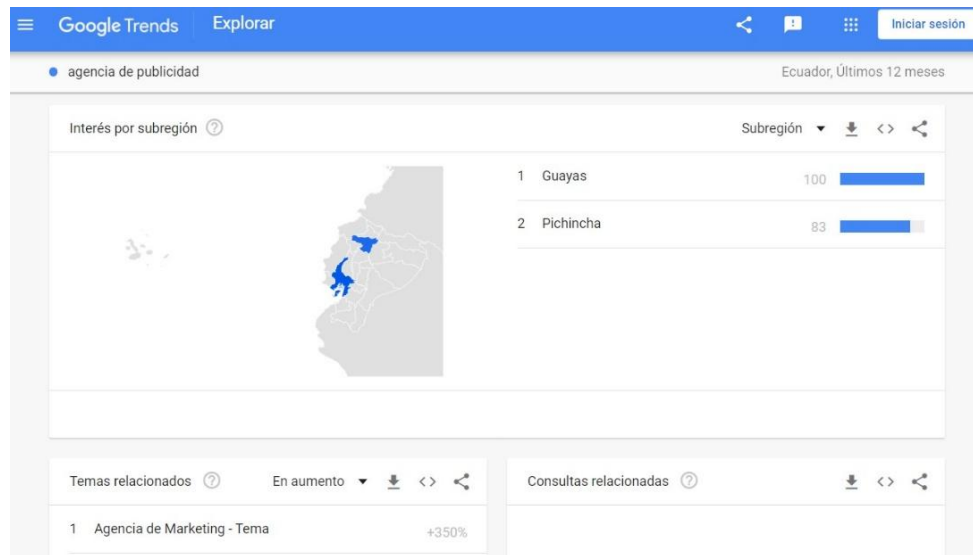 Google Trends Explorar Iniciar sesión
agencia de publicidad Ecuador, Últimos 12 meses
Interés por subregión Subregión
1 Guayas 100
2 Pichincha 83
Temas relacionados En aumento
1 Agencia de Marketing - Tema +350%
Consultas relacionadas